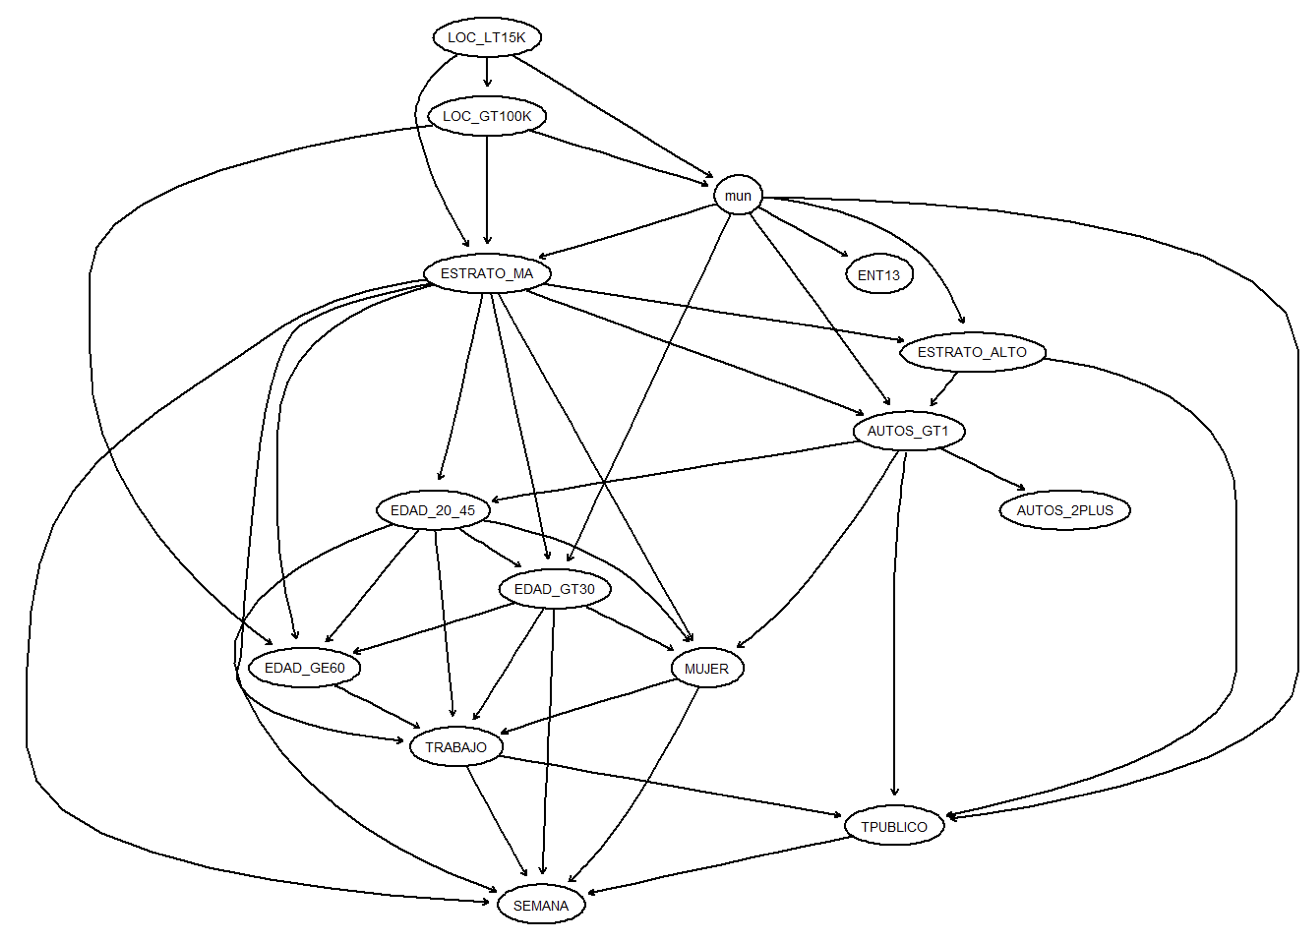 LOC_LT15K
LOC_GT100K
mun
ESTRATO_MA
ENT13
ESTRATO_ALTO
AUTOS_GT1
EDAD_20_45
AUTOS_2PLUS
EDAD_GT30
EDAD_GE60
MUJER
TRABAJO
TPUBLICO
SEMANA